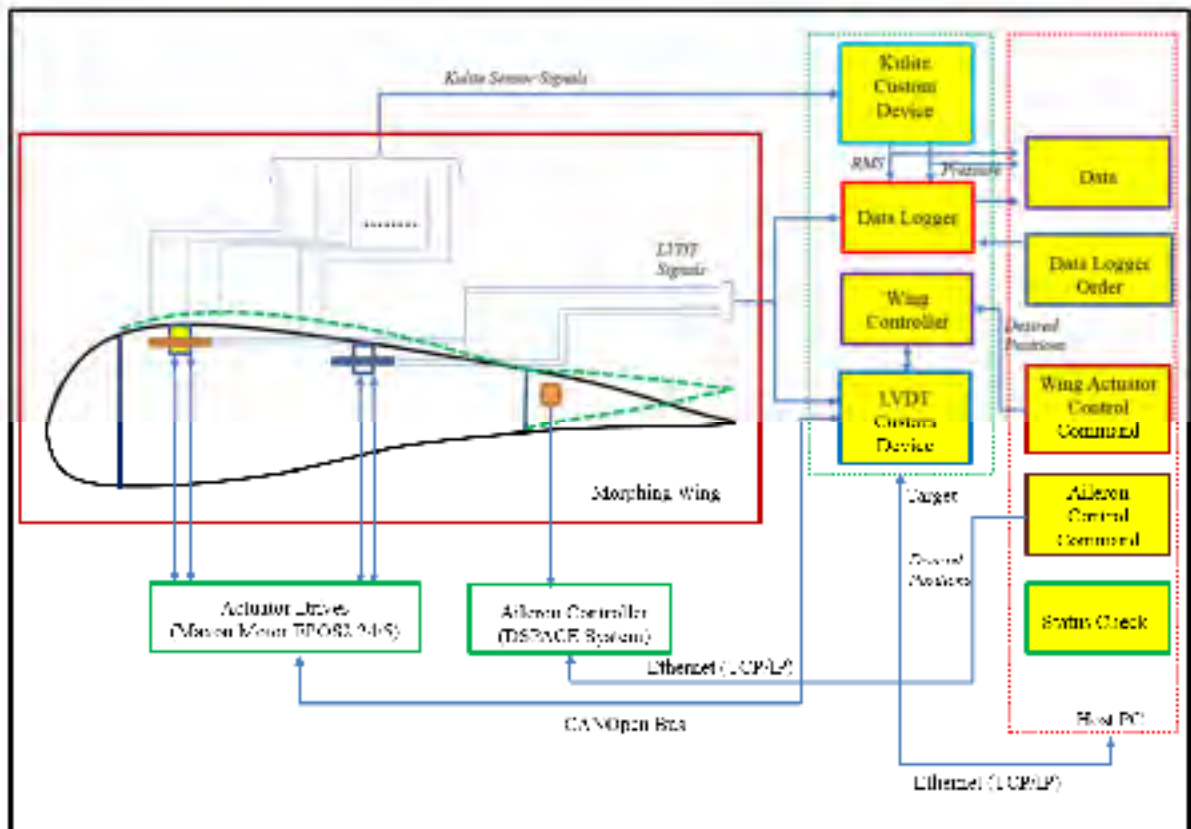 Kulite Sensor Signals
Kulite
Custom
Device
RMS
Pressure
Data
Data Logger
LVDT
Signals
Data Logger
Order
Wing
Controller
Desired
Positions
Wing Actuator
Control
Command
LVDT
Custom
Device
Morphing Wing
Target
Aileron
Control
Command
Desired
Positions
Actuator Drives
(Maxon Motor EPOS2 24/5)
Aileron Controller
(DSPACE System)
Status Check
Ethernet (TCP/IP)
CANOpen Bus
Host PC
Ethernet (TCP/IP)